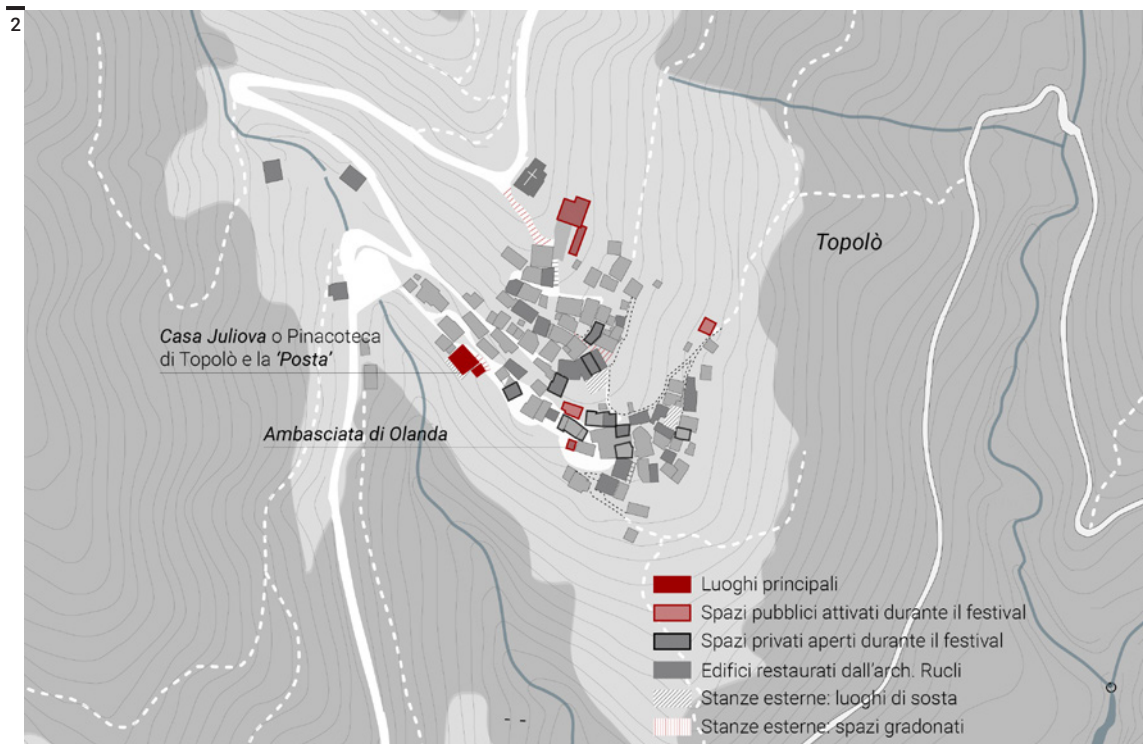 2
Topolò
Casa Juliova o Pinacoteca
di Topolò e la 'Posta'
Ambasciata di Olanda
Luoghi principali
Spazi pubblici attivati durante il festival
Spazi privati aperti durante il festival
Edifici restaurati dall'arch. Rucli
Stanze esterne: luoghi di sosta
Stanze esterne: spazi gradonati